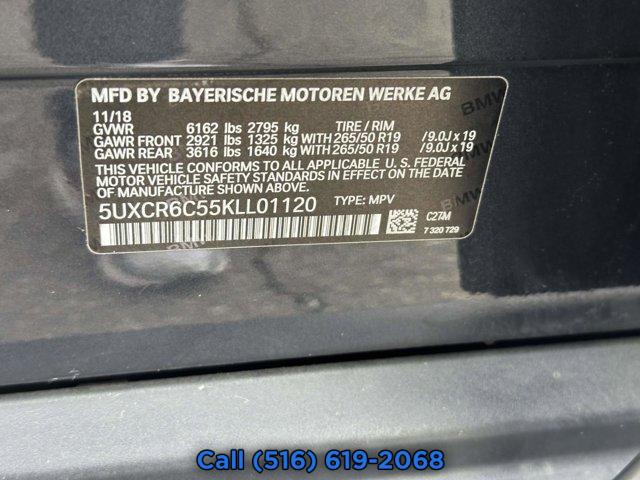 MFD BY BAYERISCHE MOTOREN WERKE AG
11/18
GVWR 6162 lbs 2795 kg TIRE / RIM
GAWR FRONT 2921 lbs 1325 kg WITH 265/50 R19 /9.0J x 19
GAWR REAR 3616 lbs 1640 kg WITH 265/50 R19 /9.0J x 19
THIS VEHICLE CONFORMS TO ALL APPLICABLE U. S. FEDERAL
MOTOR VEHICLE SAFETY STANDARDS IN EFFECT ON THE
DATE OF MANUFACTURE SHOWN ABOVE.
5UXCR6C55KLL01120 TYPE: MPV
C27M
7 320 729
BMW
Call (516) 619-2068